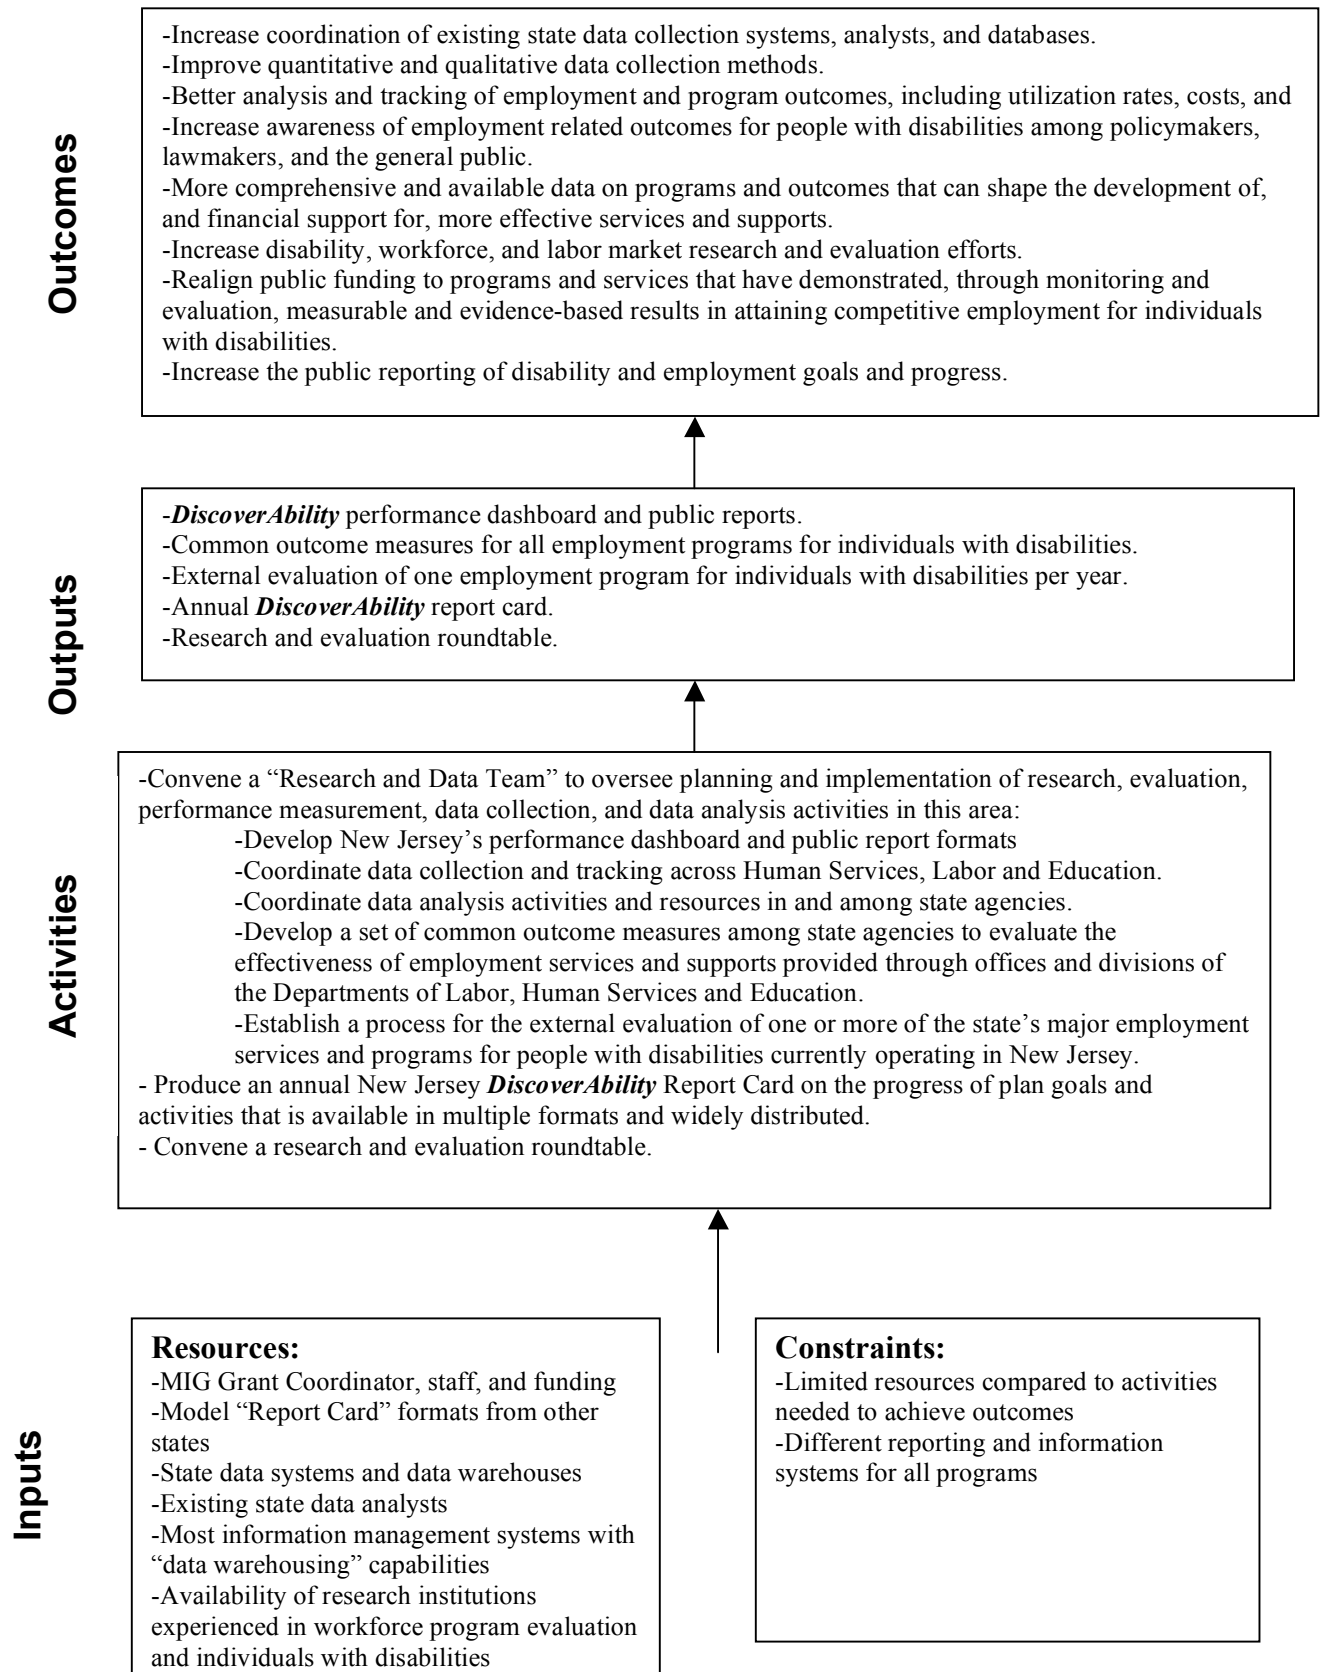 Outcomes
-Increase coordination of existing state data collection systems, analysts, and databases.
-Improve quantitative and qualitative data collection methods.
-Better analysis and tracking of employment and program outcomes, including utilization rates, costs, and
-Increase awareness of employment related outcomes for people with disabilities among policymakers,
lawmakers, and the general public.
-More comprehensive and available data on programs and outcomes that can shape the development of,
and financial support for, more effective services and supports.
-Increase disability, workforce, and labor market research and evaluation efforts.
-Realign public funding to programs and services that have demonstrated, through monitoring and
evaluation, measurable and evidence-based results in attaining competitive employment for individuals
with disabilities.
-Increase the public reporting of disability and employment goals and progress.
Outputs
-DiscoverAbility performance dashboard and public reports.
-Common outcome measures for all employment programs for individuals with disabilities.
-External evaluation of one employment program for individuals with disabilities per year.
-Annual DiscoverAbility report card.
-Research and evaluation roundtable.
Activities
-Convene a “Research and Data Team” to oversee planning and implementation of research, evaluation,
performance measurement, data collection, and data analysis activities in this area:
-Develop New Jersey’s performance dashboard and public report formats
-Coordinate data collection and tracking across Human Services, Labor and Education.
-Coordinate data analysis activities and resources in and among state agencies.
-Develop a set of common outcome measures among state agencies to evaluate the
effectiveness of employment services and supports provided through offices and divisions of
the Departments of Labor, Human Services and Education.
-Establish a process for the external evaluation of one or more of the state’s major employment
services and programs for people with disabilities currently operating in New Jersey.
- Produce an annual New Jersey DiscoverAbility Report Card on the progress of plan goals and
activities that is available in multiple formats and widely distributed.
- Convene a research and evaluation roundtable.
Inputs
Resources:
-MIG Grant Coordinator, staff, and funding
-Model “Report Card” formats from other
states
-State data systems and data warehouses
-Existing state data analysts
-Most information management systems with
“data warehousing” capabilities
-Availability of research institutions
experienced in workforce program evaluation
and individuals with disabilities
Constraints:
-Limited resources compared to activities
needed to achieve outcomes
-Different reporting and information
systems for all programs